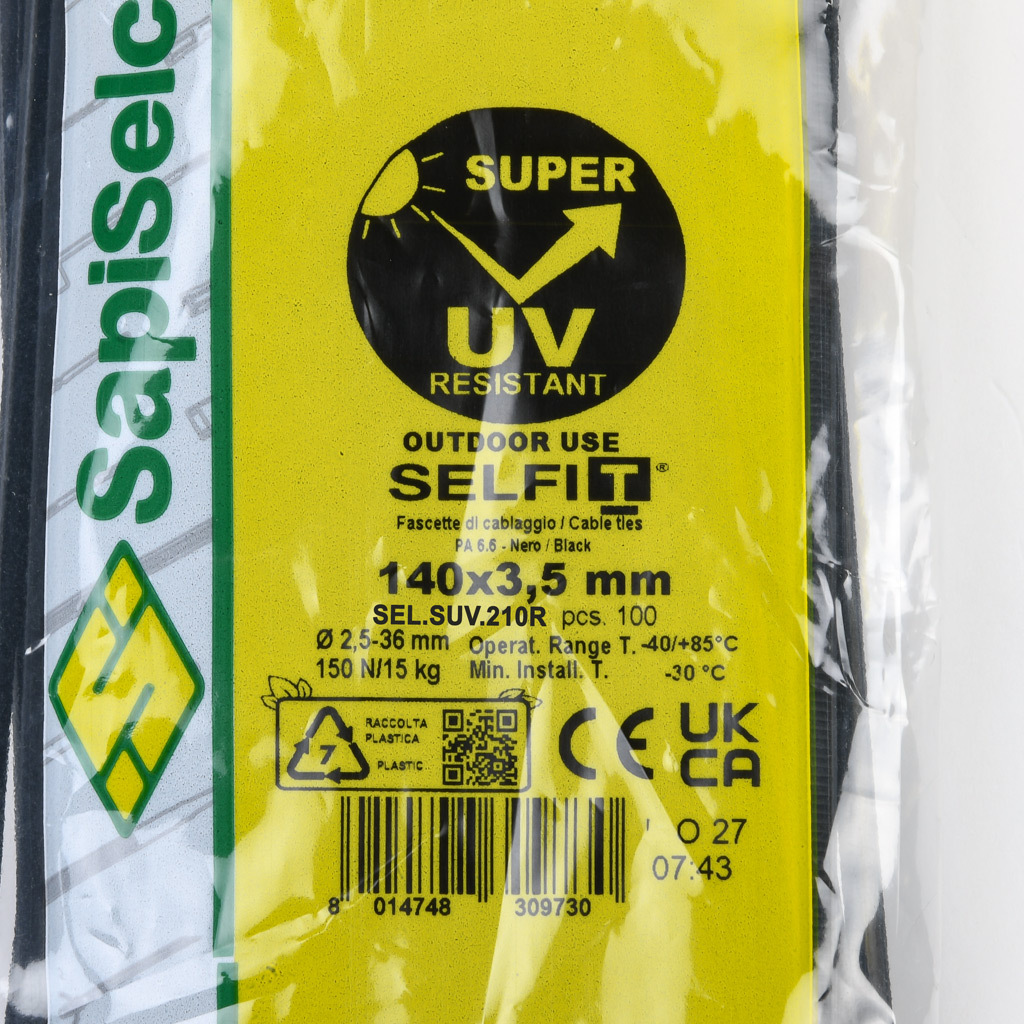 SapiSelc
SUPER
UV
RESISTANT
OUTDOOR USE
SELFIT®
Fascette di cablaggio / Cable ties
PA 6.6 - Nero / Black
140x3,5 mm
SEL.SUV.210R pcs. 100
Ø 2,5-36 mm Operat. Range T. -40/+85°C
150 N/15 kg Min. Install. T. -30 °C
7
RACCOLTA
PLASTICA
PLASTIC
CE
UK
CA
O 27
07:43
8 014748 309730